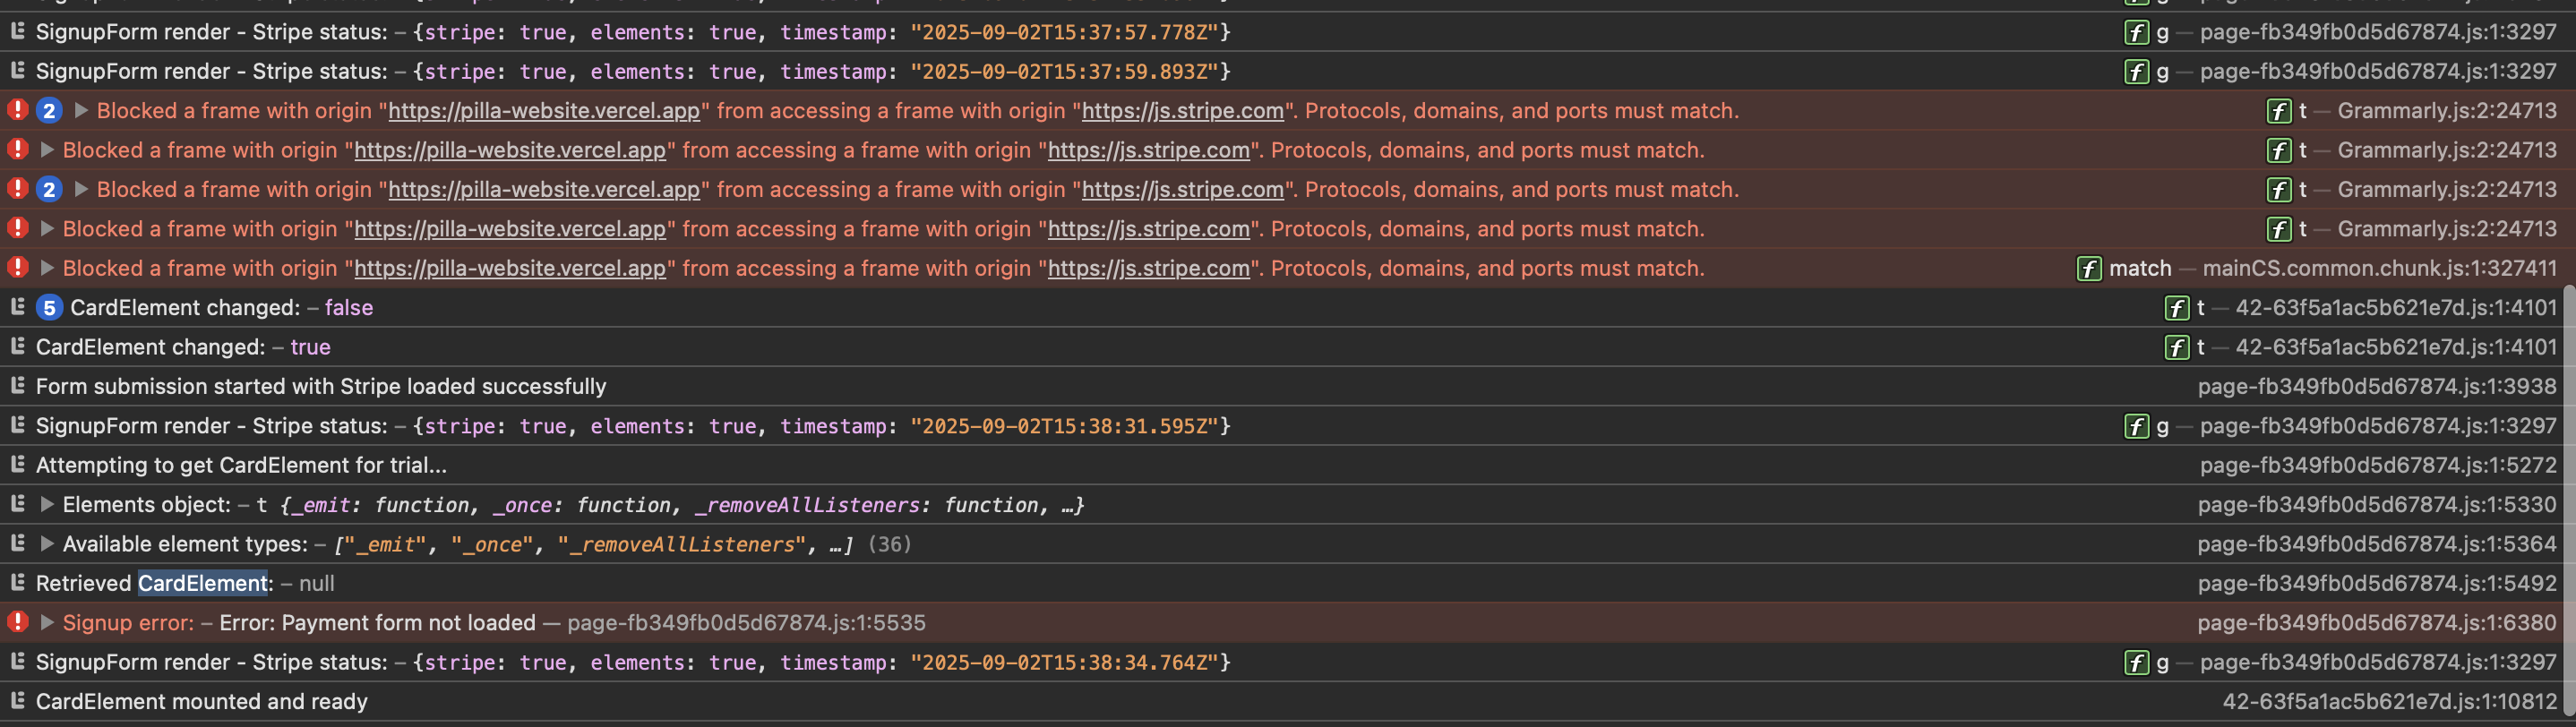 SignupForm render - Stripe status: – {stripe: true, elements: true, timestamp: "2025-09-02T15:37:57.778Z"} f g — page-fb349fb0d5d67874.js:1:3297
SignupForm render - Stripe status: – {stripe: true, elements: true, timestamp: "2025-09-02T15:37:59.893Z"} f g — page-fb349fb0d5d67874.js:1:3297
2 Blocked a frame with origin "https://pilla-website.vercel.app" from accessing a frame with origin "https://js.stripe.com". Protocols, domains, and ports must match. f t — Grammarly.js:2:24713
Blocked a frame with origin "https://pilla-website.vercel.app" from accessing a frame with origin "https://js.stripe.com". Protocols, domains, and ports must match. f t — Grammarly.js:2:24713
2 Blocked a frame with origin "https://pilla-website.vercel.app" from accessing a frame with origin "https://js.stripe.com". Protocols, domains, and ports must match. f t — Grammarly.js:2:24713
Blocked a frame with origin "https://pilla-website.vercel.app" from accessing a frame with origin "https://js.stripe.com". Protocols, domains, and ports must match. f t — Grammarly.js:2:24713
Blocked a frame with origin "https://pilla-website.vercel.app" from accessing a frame with origin "https://js.stripe.com". Protocols, domains, and ports must match. f match — mainCS.common.chunk.js:1:327411
5 CardElement changed: – false f t — 42-63f5a1ac5b621e7d.js:1:4101
CardElement changed: – true f t — 42-63f5a1ac5b621e7d.js:1:4101
Form submission started with Stripe loaded successfully page-fb349fb0d5d67874.js:1:3938
SignupForm render - Stripe status: – {stripe: true, elements: true, timestamp: "2025-09-02T15:38:31.595Z"} f g — page-fb349fb0d5d67874.js:1:3297
Attempting to get CardElement for trial... page-fb349fb0d5d67874.js:1:5272
Elements object: – t {_emit: function, _once: function, _removeAllListeners: function, …} page-fb349fb0d5d67874.js:1:5330
Available element types: – ["_emit", "_once", "_removeAllListeners", …] (36) page-fb349fb0d5d67874.js:1:5364
Retrieved CardElement: – null page-fb349fb0d5d67874.js:1:5492
Signup error: – Error: Payment form not loaded — page-fb349fb0d5d67874.js:1:5535 page-fb349fb0d5d67874.js:1:6380
SignupForm render - Stripe status: – {stripe: true, elements: true, timestamp: "2025-09-02T15:38:34.764Z"} f g — page-fb349fb0d5d67874.js:1:3297
CardElement mounted and ready 42-63f5a1ac5b621e7d.js:1:10812